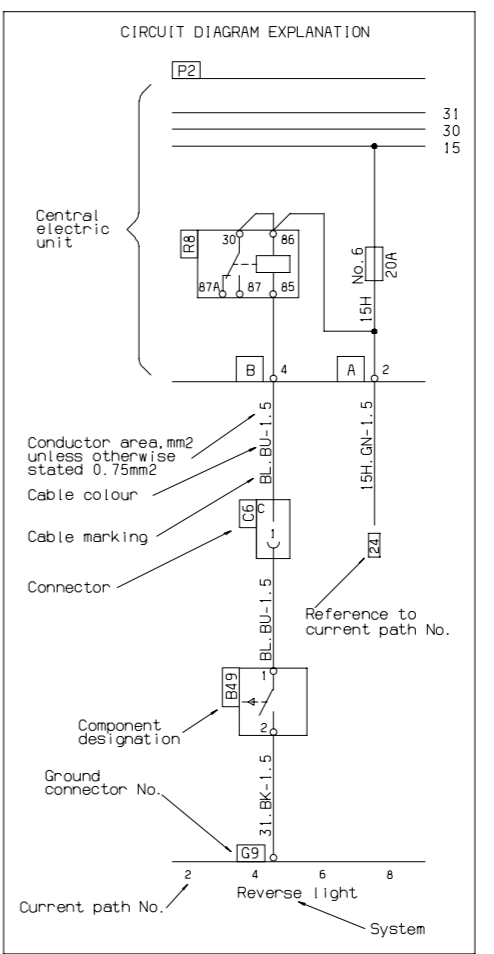 CIRCUIT DIAGRAM EXPLANATION
P2
31
30
15
Central
electric
unit
R8
30
86
87A
87
85
No.6
20A
15H
B
4
A
2
Conductor area,mm2
unless otherwise
stated 0.75mm2
Cable colour
Cable marking
BL.BU-1.5
15H.GN-1.5
C6
C
1
Connector
24
Reference to
current path No.
BL.BU-1.5
B49
1
2
Component
designation
Ground
connector No.
31.BK-1.5
G9
2 4 6 8
Reverse light
Current path No.
System